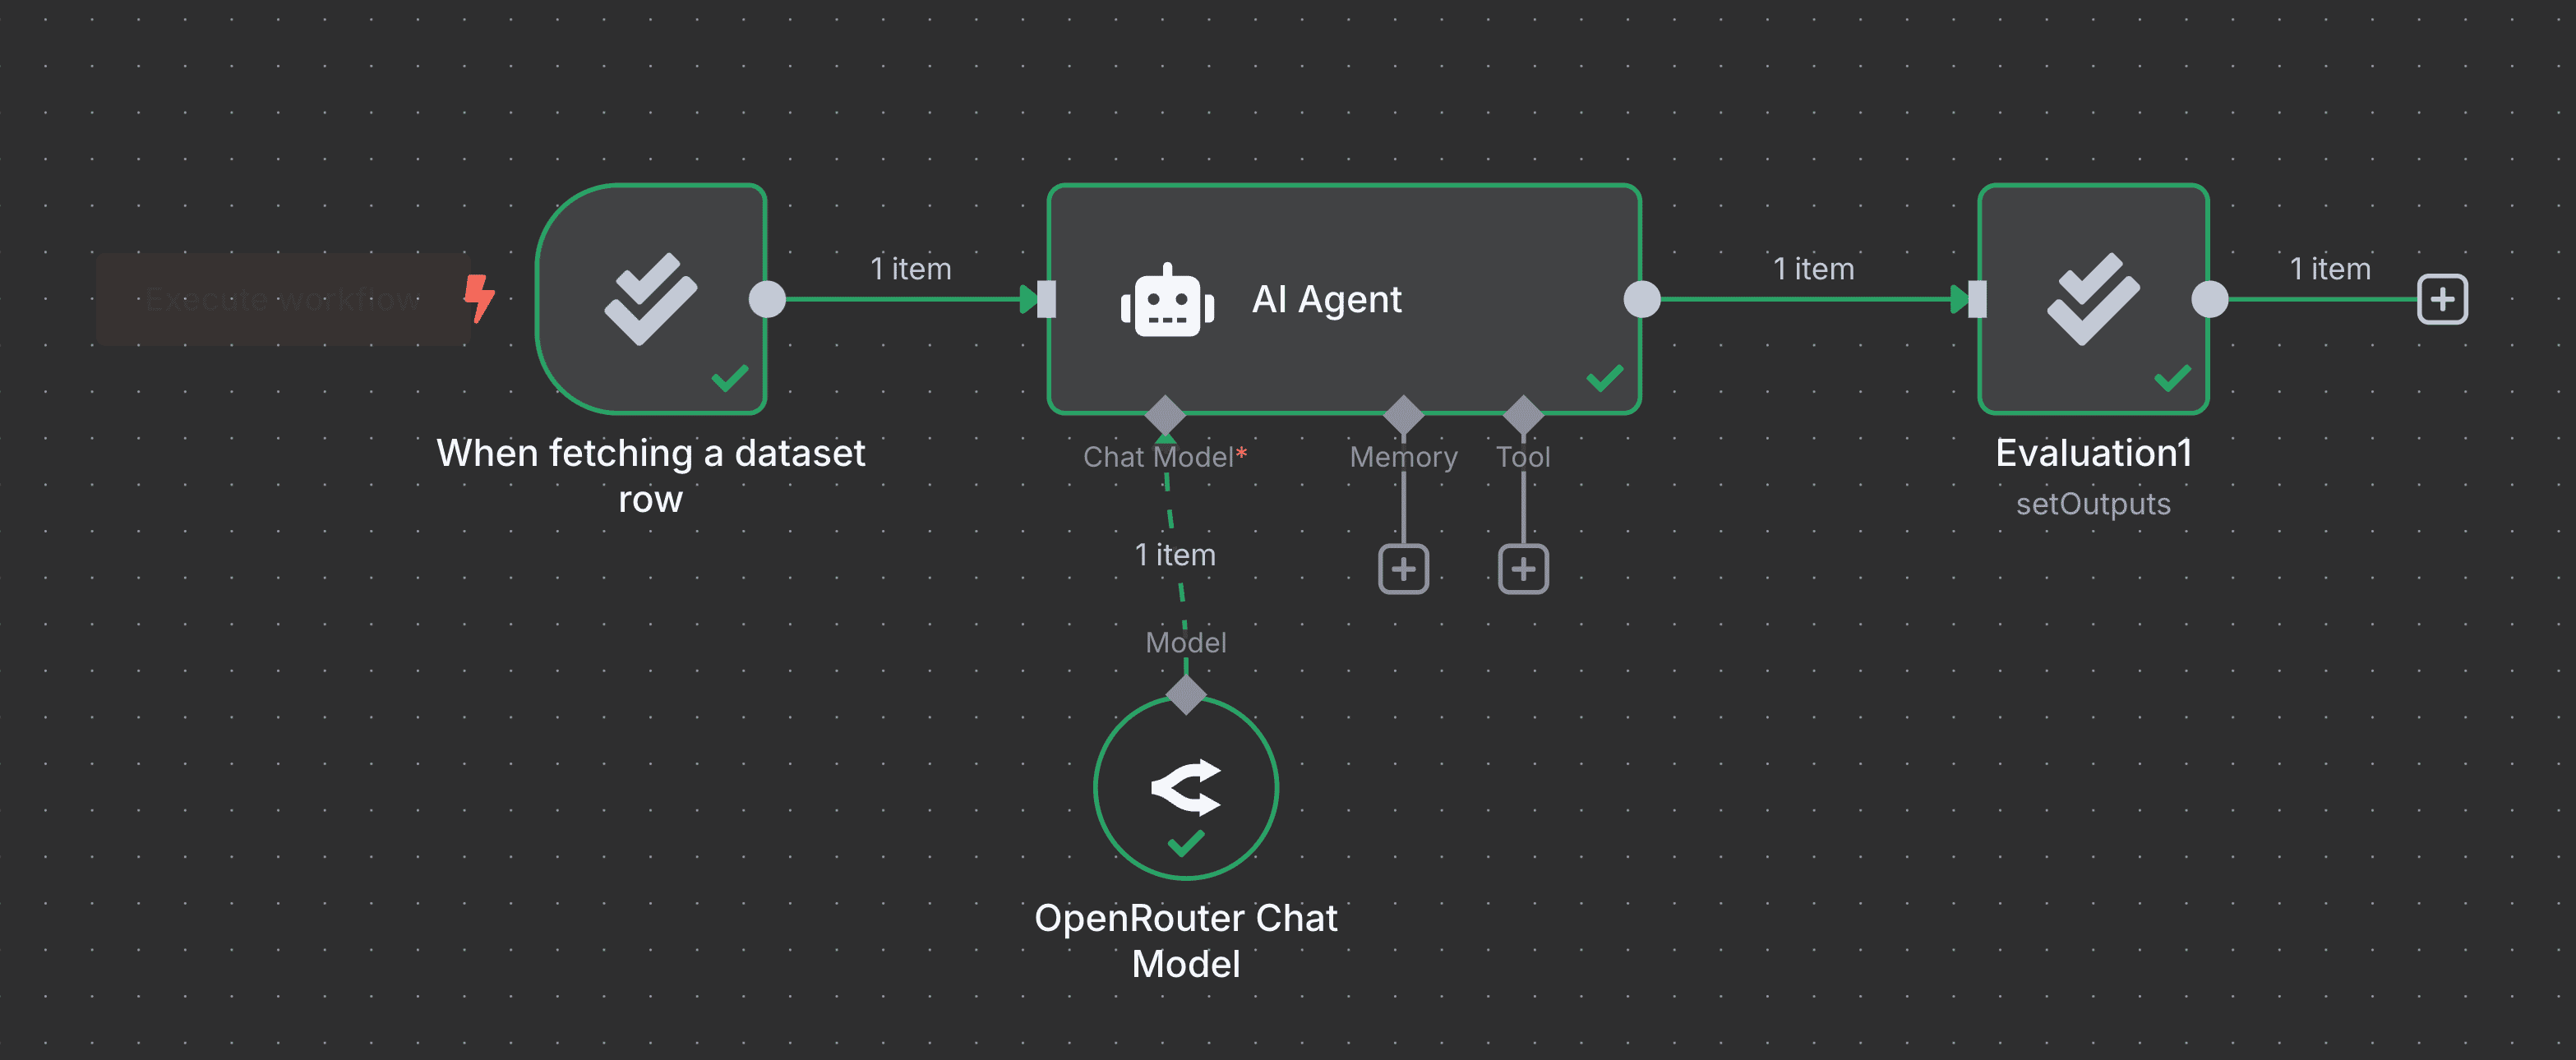 Execute workflow
1 item
AI Agent
1 item
1 item
When fetching a dataset
row
Chat Model*
Memory
Tool
Evaluation1
setOutputs
1 item
Model
OpenRouter Chat
Model